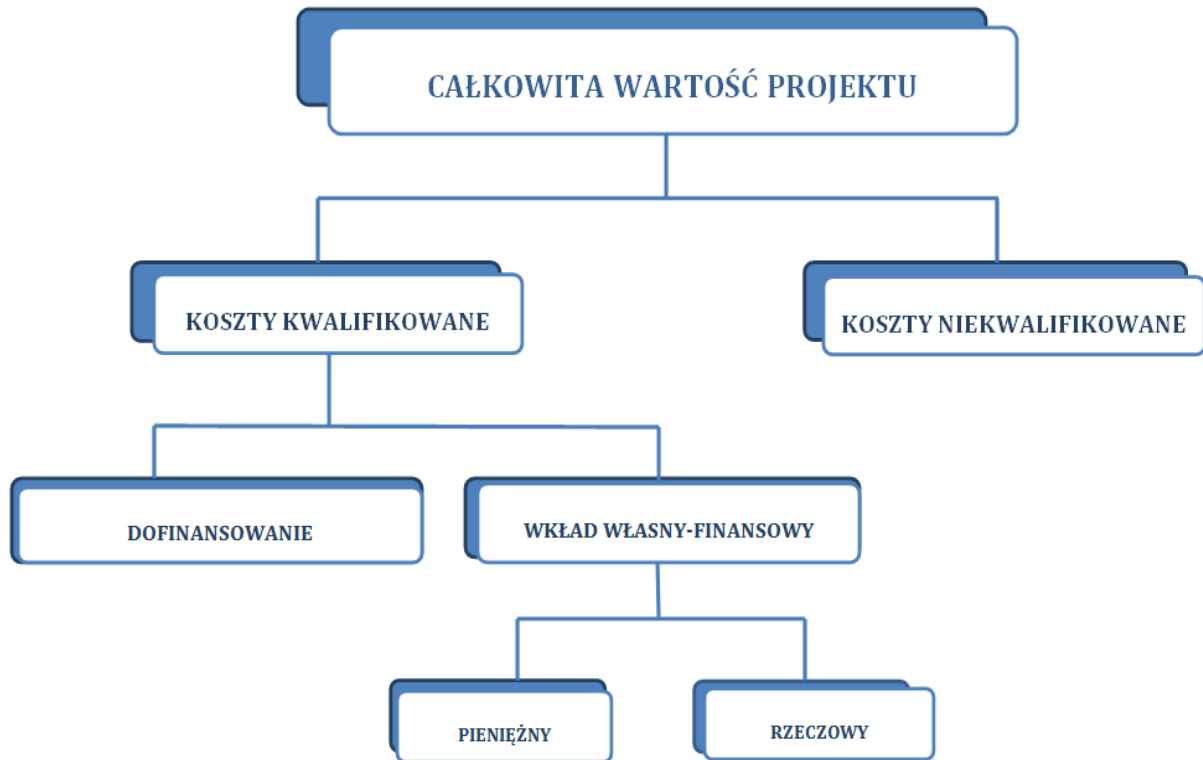 CAŁKOWITA WARTOŚĆ PROJEKTU
KOSZTY KWALIFIKOWANE
KOSZTY NIEKWALIFIKOWANE
DOFINANSOWANIE
WKŁAD WŁASNY-FINANSOWY
PIENIĘŻNY
RZECZOWY